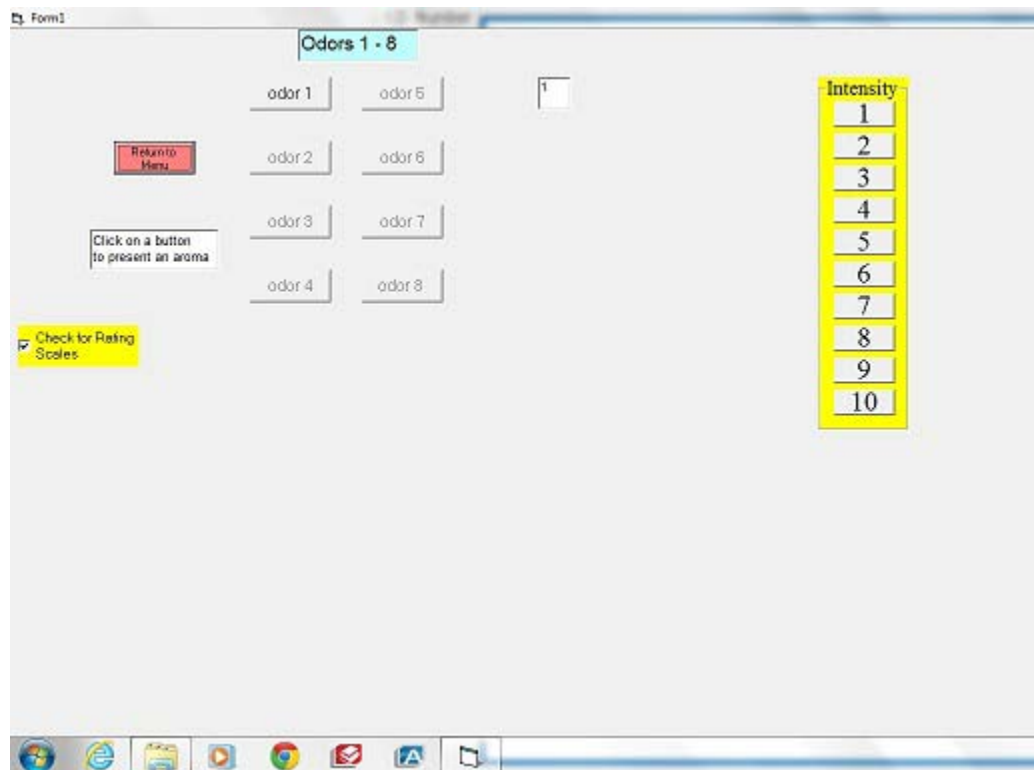 Form1
I.D. Number
Odors 1 - 8
odor 1
odor 5
1
Intensity
1
odor 2
odor 6
2
Return to
Menu
3
odor 3
odor 7
4
Click on a button
to present an aroma
5
odor 4
odor 8
6
7
Check for Rating
Scales
8
9
10